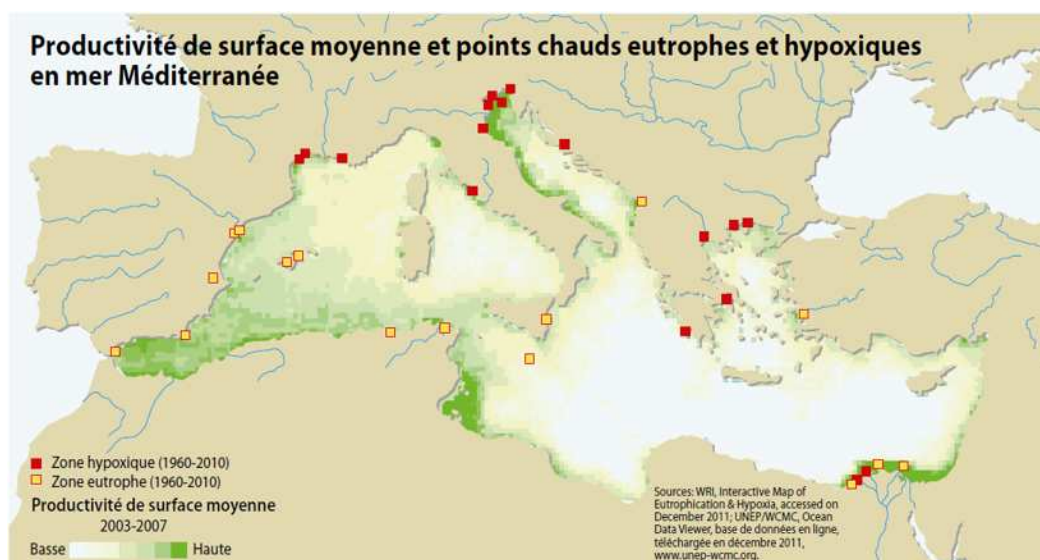 Productivité de surface moyenne et points chauds eutrophes et hypoxiques
en mer Méditerranée
Zone hypoxique (1960-2010)
Zone eutrophe (1960-2010)
Productivité de surface moyenne
2003-2007
Basse Haute
Sources: WRI, Interactive Map of
Eutrophication & Hypoxia, accessed on
December 2011; UNEP/WCMC, Ocean
Data Viewer, base de données en ligne,
téléchargée en décembre 2011,
www.unep-wcmc.org.